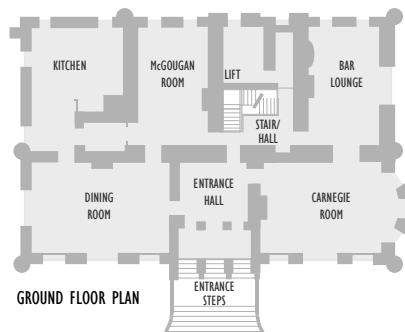 KITCHEN
McGOUGAN
ROOM
LIFT
BAR
LOUNGE
STAIR/
HALL
DINING
ROOM
ENTRANCE
HALL
CARNEGIE
ROOM
GROUND FLOOR PLAN
ENTRANCE
STEPS